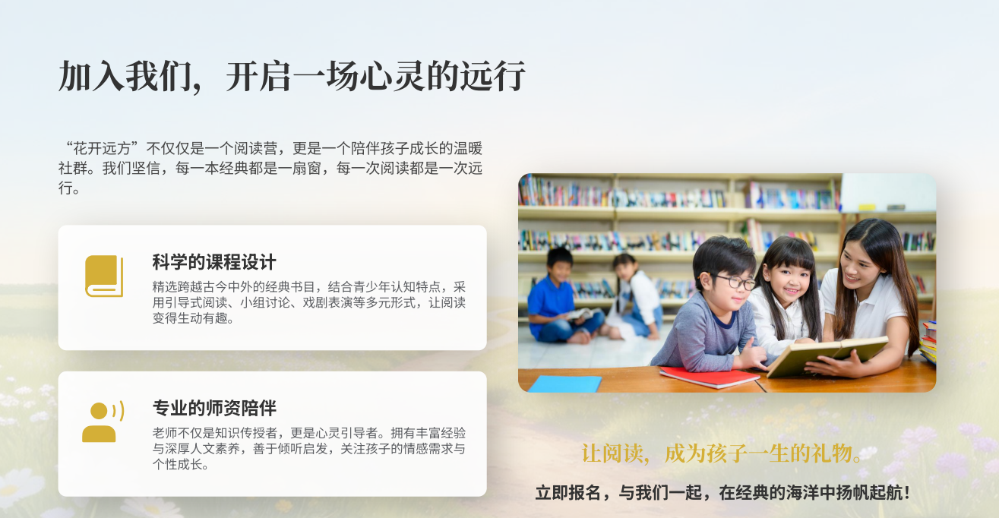 加入我们，开启一场心灵的远行
“花开远方”不仅仅是一个阅读营，更是一个陪伴孩子成长的温暖
社群。我们坚信，每一本经典都是一扇窗，每一次阅读都是一次远
行。
科学的课程设计
精选跨越古今中外的经典书目，结合青少年认知特点，采
用引导式阅读、小组讨论、戏剧表演等多元形式，让阅读
变得生动有趣。
专业的师资陪伴
老师不仅是知识传授者，更是心灵引导者。拥有丰富经验
与深厚人文素养，善于倾听启发，关注孩子的情感需求与
个性成长。
让阅读，成为孩子一生的礼物。
立即报名，与我们一起，在经典的海洋中扬帆起航！